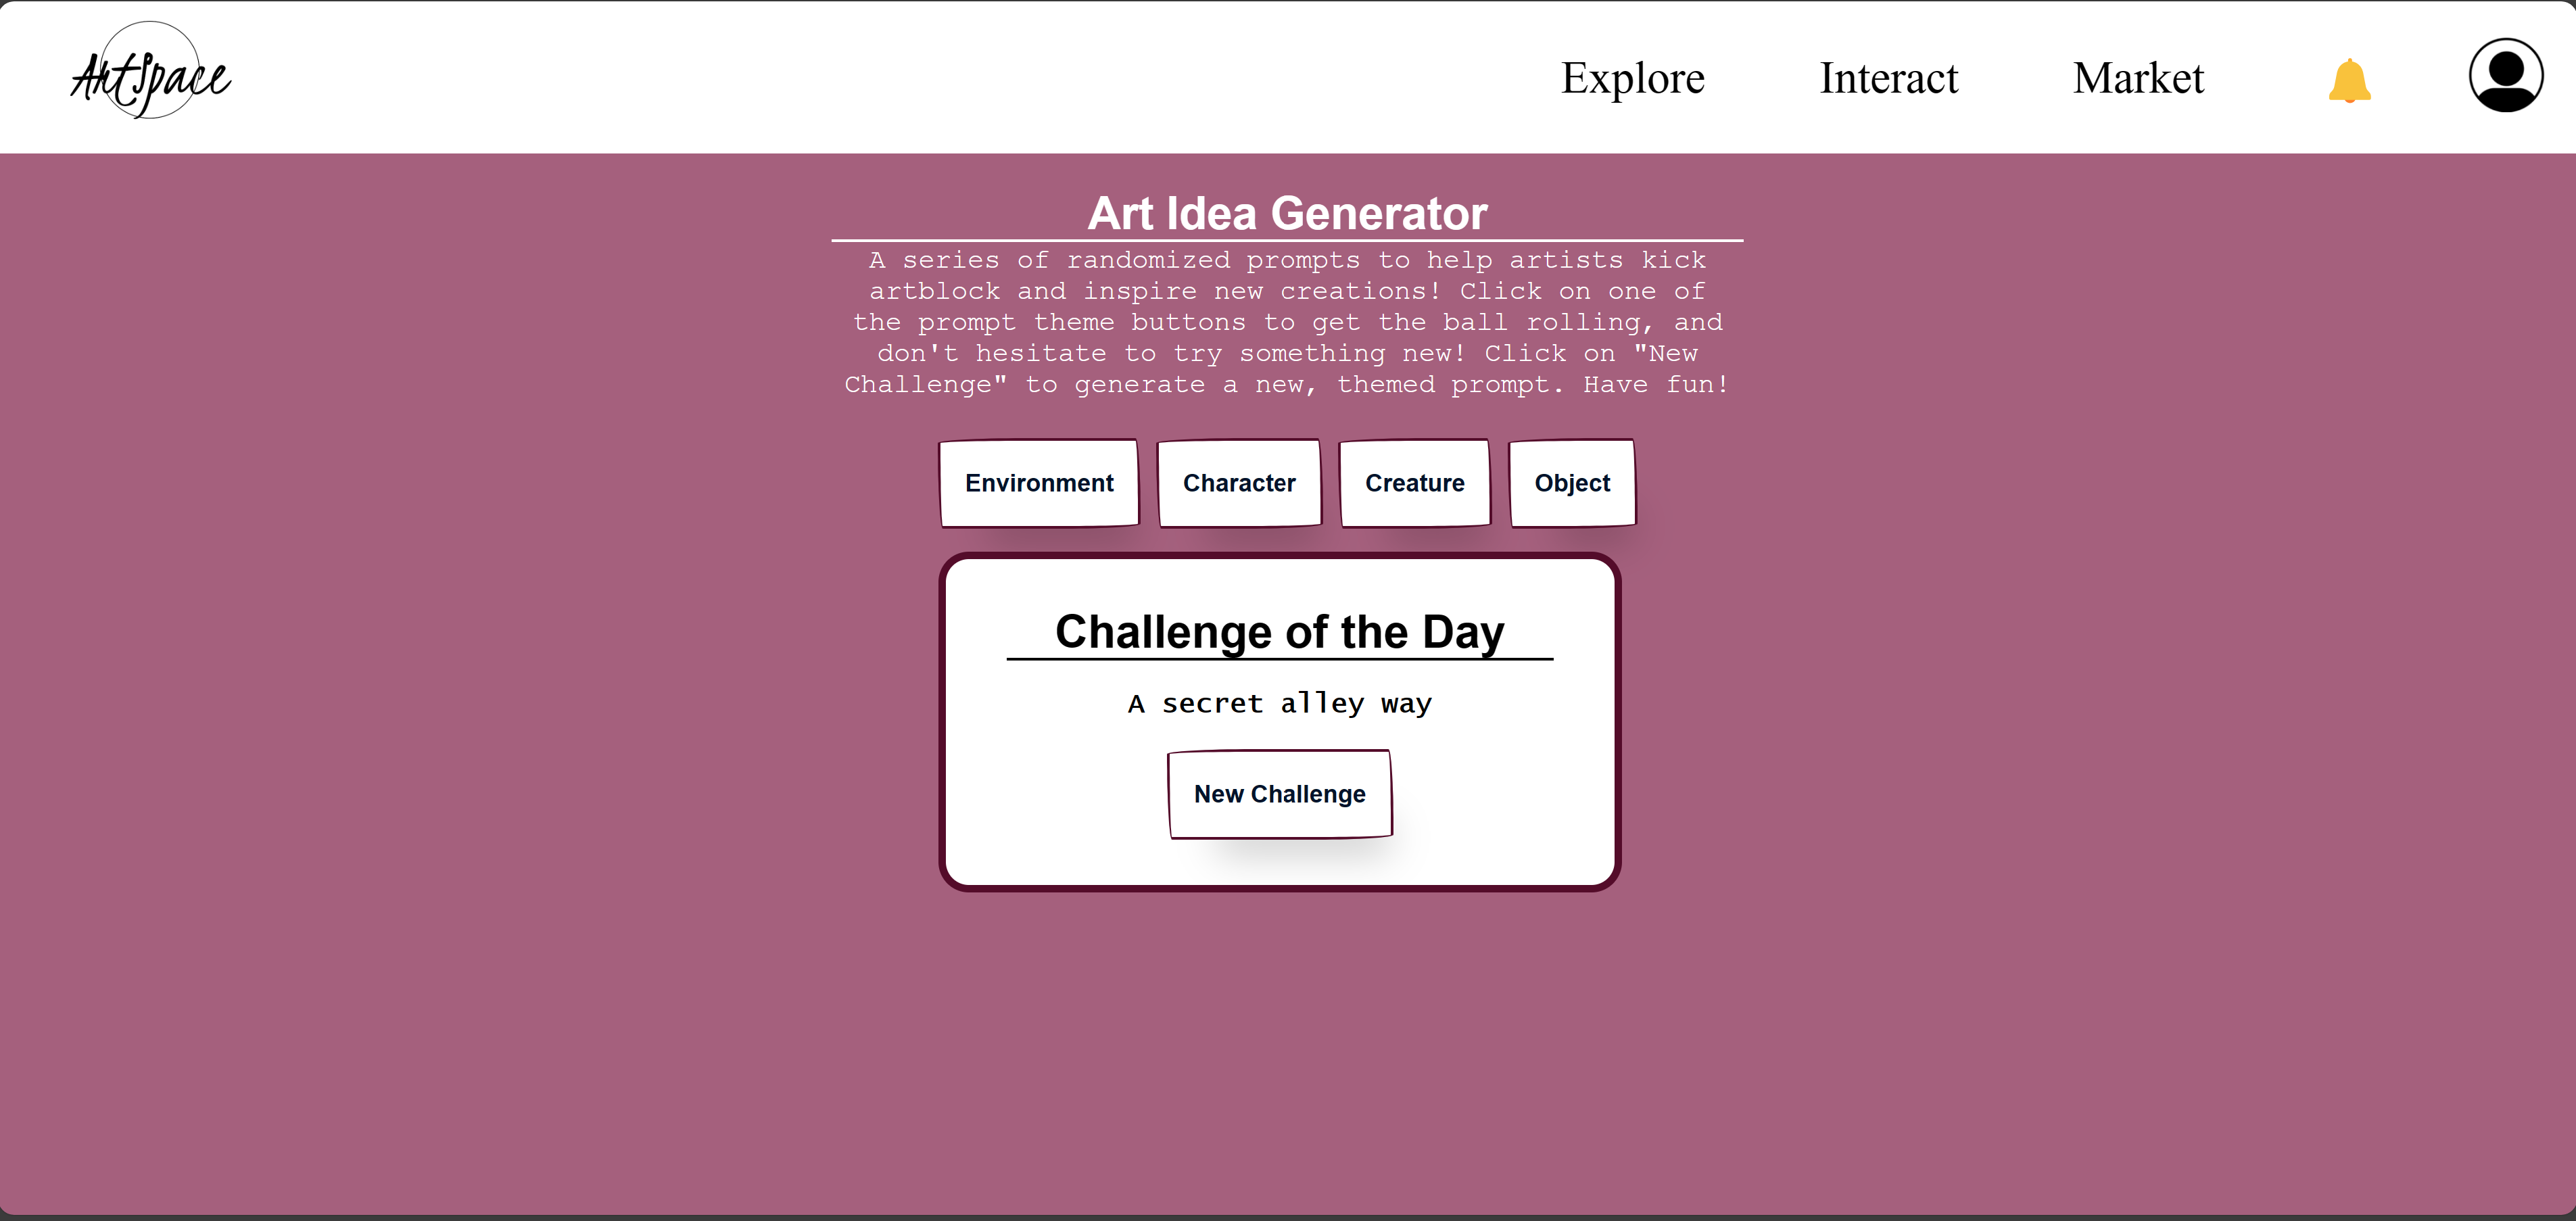 ArtSpace
Explore
Interact
Market
Art Idea Generator
A series of randomized prompts to help artists kick
artblock and inspire new creations! Click on one of
the prompt theme buttons to get the ball rolling, and
don't hesitate to try something new! Click on "New
Challenge" to generate a new, themed prompt. Have fun!
Environment
Character
Creature
Object
Challenge of the Day
A secret alley way
New Challenge